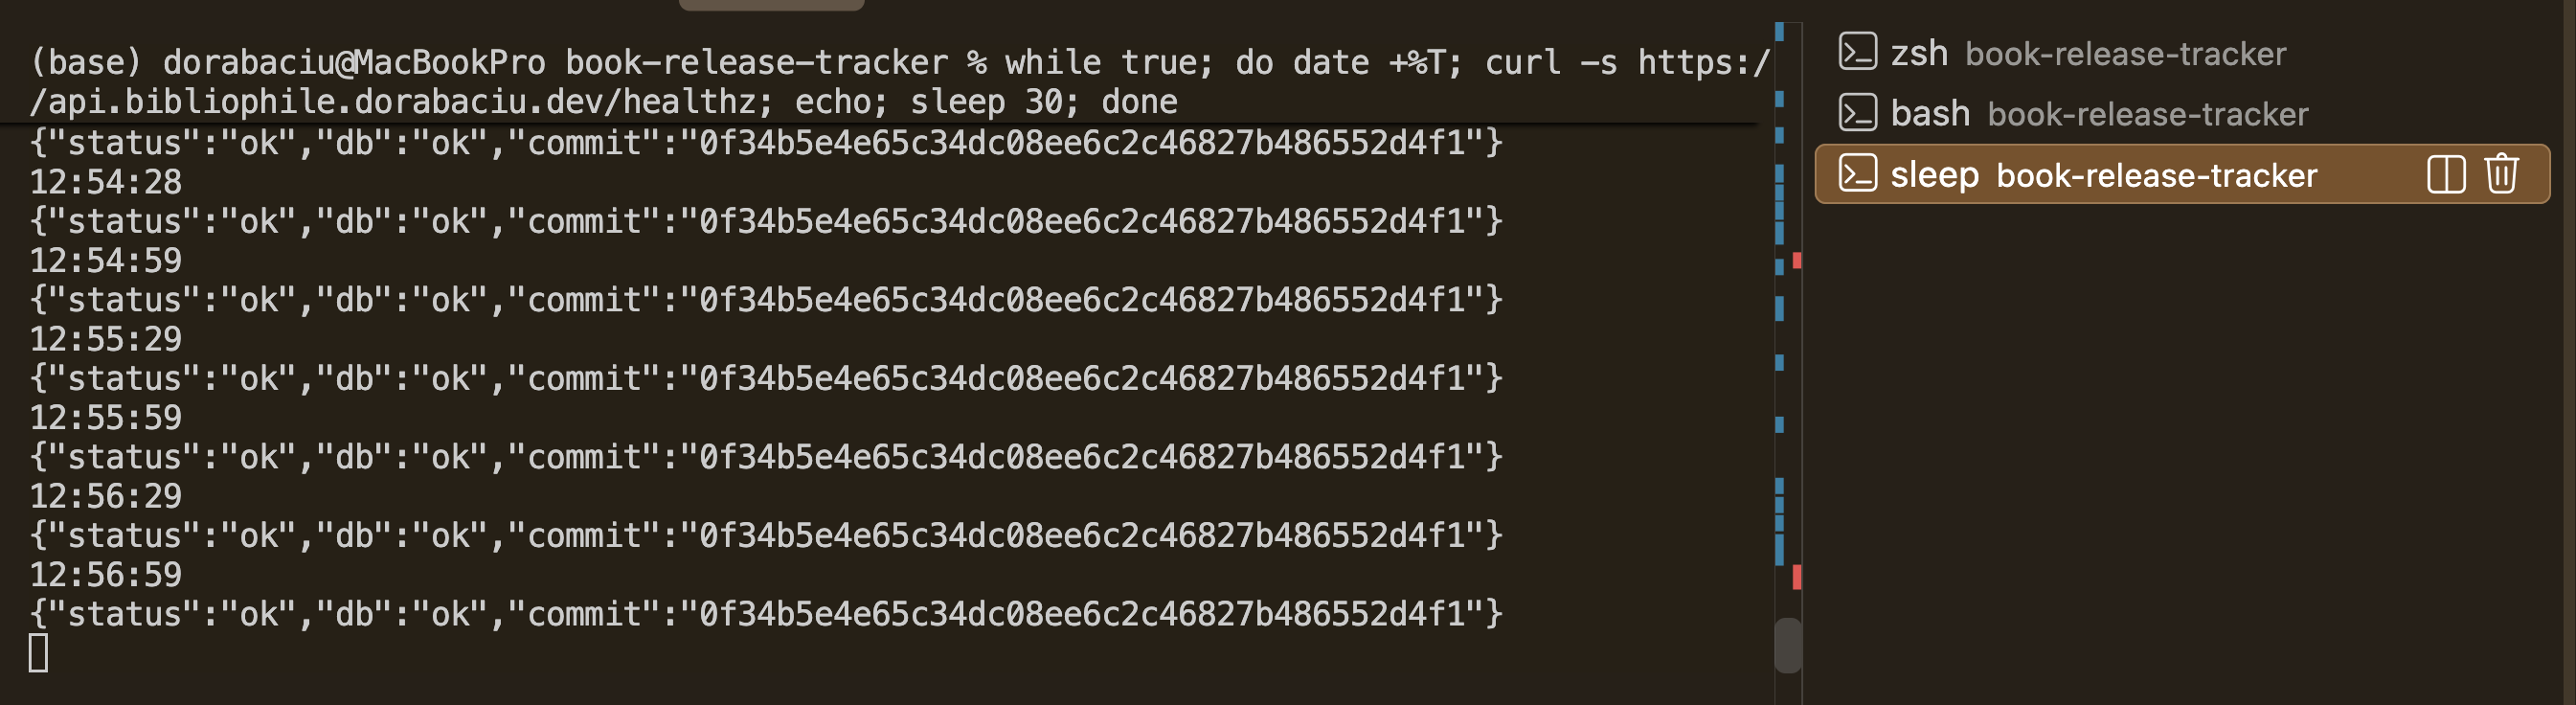 (base) dorabaciu@MacBookPro book-release-tracker % while true; do date +%T; curl -s https:/
/api.bibliophile.dorabaciu.dev/healthz; echo; sleep 30; done
{"status":"ok","db":"ok","commit":"0f34b5e4e65c34dc08ee6c2c46827b486552d4f1"}
12:54:28
{"status":"ok","db":"ok","commit":"0f34b5e4e65c34dc08ee6c2c46827b486552d4f1"}
12:54:59
{"status":"ok","db":"ok","commit":"0f34b5e4e65c34dc08ee6c2c46827b486552d4f1"}
12:55:29
{"status":"ok","db":"ok","commit":"0f34b5e4e65c34dc08ee6c2c46827b486552d4f1"}
12:55:59
{"status":"ok","db":"ok","commit":"0f34b5e4e65c34dc08ee6c2c46827b486552d4f1"}
12:56:29
{"status":"ok","db":"ok","commit":"0f34b5e4e65c34dc08ee6c2c46827b486552d4f1"}
12:56:59
{"status":"ok","db":"ok","commit":"0f34b5e4e65c34dc08ee6c2c46827b486552d4f1"}
zsh book-release-tracker
bash book-release-tracker
sleep book-release-tracker